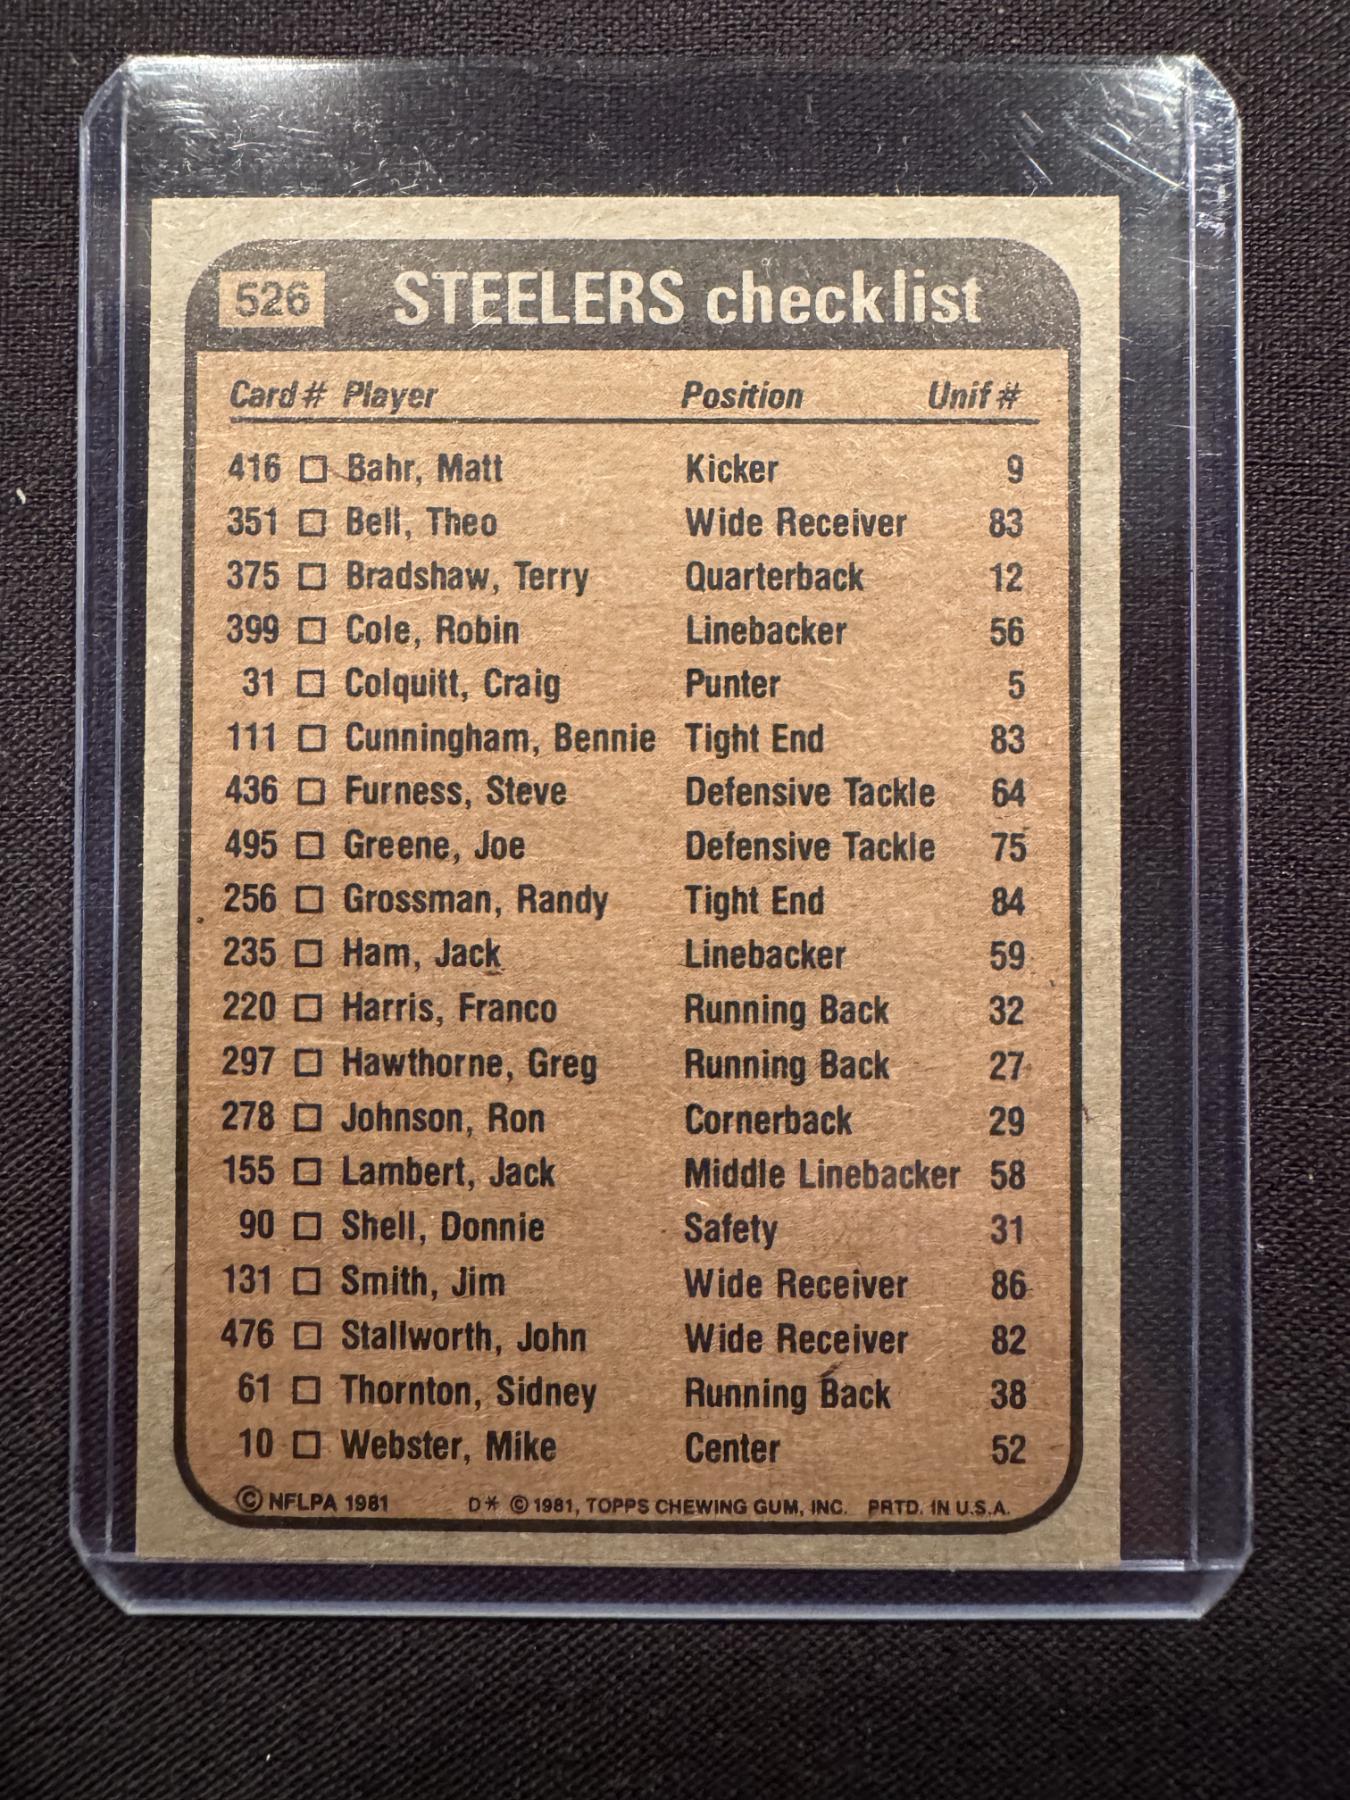 526 STEELERS checklist
Card # Player Position Unif #
416 □ Bahr, Matt Kicker 9
351 □ Bell, Theo Wide Receiver 83
375 □ Bradshaw, Terry Quarterback 12
399 □ Cole, Robin Linebacker 56
31 □ Colquitt, Craig Punter 5
111 □ Cunningham, Bennie Tight End 83
436 □ Furness, Steve Defensive Tackle 64
495 □ Greene, Joe Defensive Tackle 75
256 □ Grossman, Randy Tight End 84
235 □ Ham, Jack Linebacker 59
220 □ Harris, Franco Running Back 32
297 □ Hawthorne, Greg Running Back 27
278 □ Johnson, Ron Cornerback 29
155 □ Lambert, Jack Middle Linebacker 58
90 □ Shell, Donnie Safety 31
131 □ Smith, Jim Wide Receiver 86
476 □ Stallworth, John Wide Receiver 82
61 □ Thornton, Sidney Running Back 38
10 □ Webster, Mike Center 52
© NFLPA 1981 D* © 1981, TOPPS CHEWING GUM, INC. PRTD. IN U.S.A.